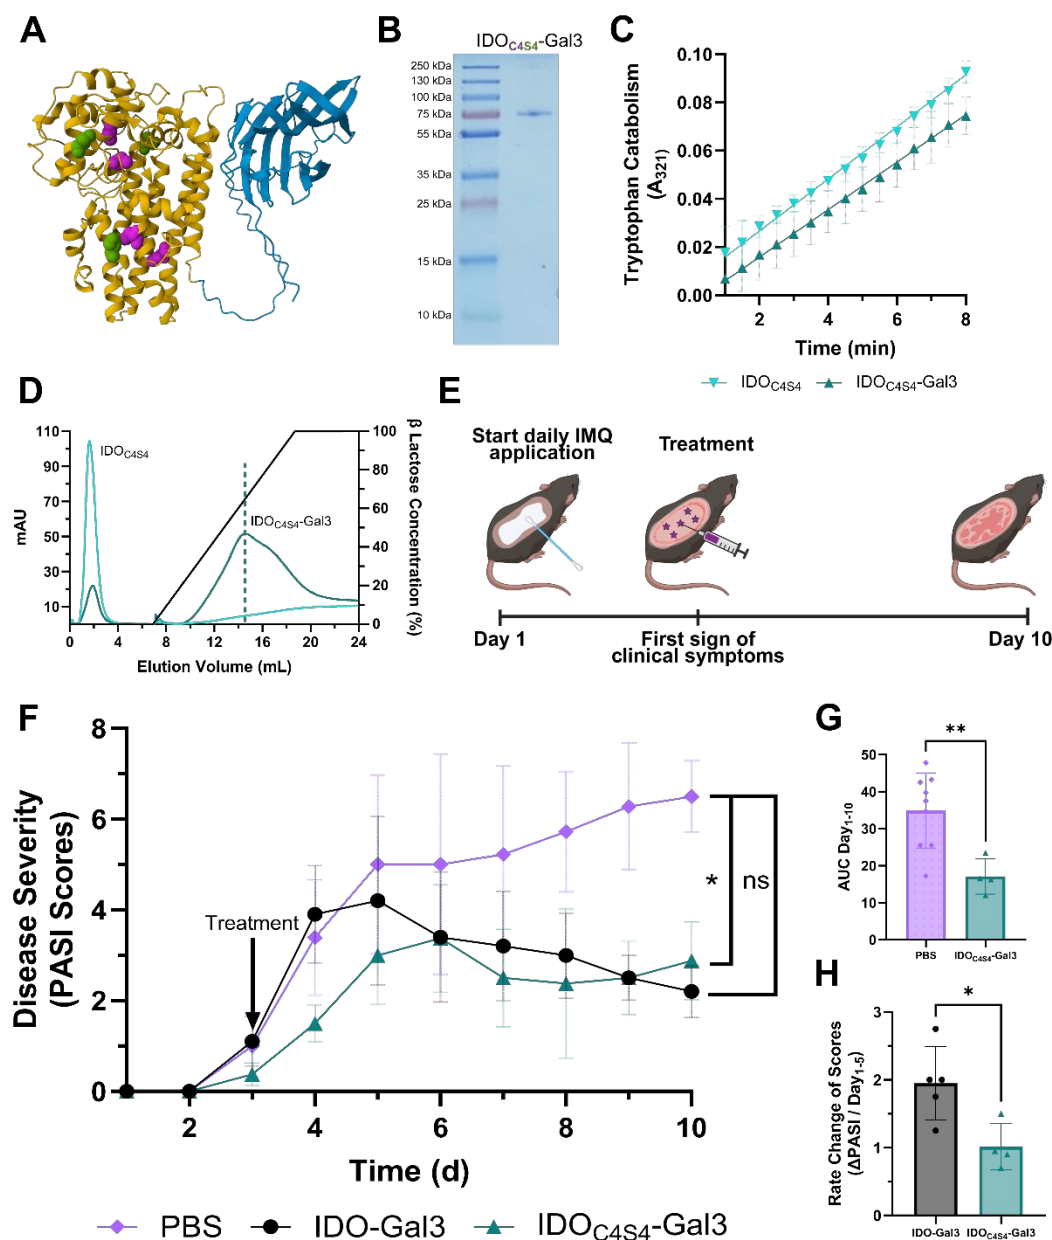 A
B
IDOC4S4-Gal3
250 kDa
130 kDa
100 kDa
75 kDa
55 kDa
35 kDa
25 kDa
15 kDa
10 kDa
C
Tryptophan Catabolism
(A321)
0.10
0.08
0.06
0.04
0.02
0.00
2 4 6 8
Time (min)
IDOC4S4 IDOC4S4-Gal3
D
mAU
110
90
70
50
30
10
IDOC4S4
IDOC4S4-Gal3
100
80
60
40
20
0
β Lactose Concentration (%)
0 4 8 12 16 20 24
Elution Volume (mL)
E
Start daily IMQ
application
Treatment
Day 1
First sign of
clinical symptoms
Day 10
F
Disease Severity
(PASI Scores)
8
6
4
2
0
Treatment
* ns
2 4 6 8 10
Time (d)
PBS IDO-Gal3 IDOC4S4-Gal3
G
AUC Day1-10
50
40
30
20
10
0
**
PBS IDOC4S4-Gal3
H
Rate Change of Scores
(ΔPASI / Day1-5)
3
2
1
0
*
IDO-Gal3 IDOC4S4-Gal3